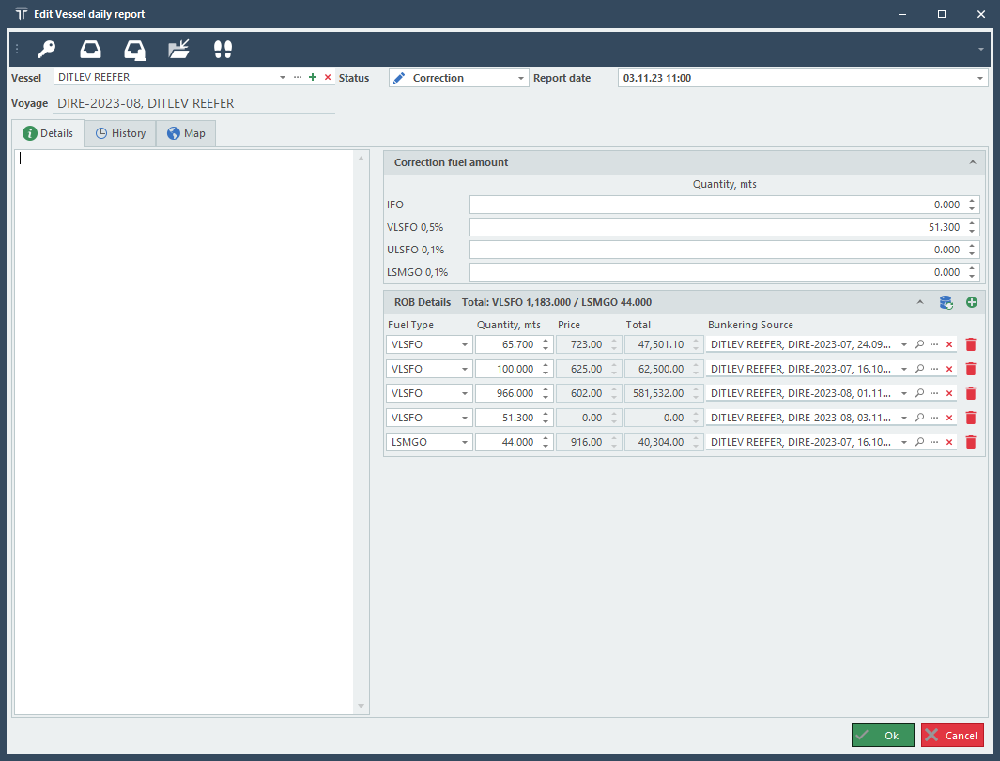 Edit Vessel daily report
Vessel DITLEV REEFER Status Correction Report date 03.11.23 11:00
Voyage DIRE-2023-08, DITLEV REEFER
Details History Map
Correction fuel amount
Quantity, mts
IFO 0.000
VLSFO 0,5% 51.300
ULSFO 0,1% 0.000
LSMGO 0,1% 0.000
ROB Details Total: VLSFO 1,183.000 / LSMGO 44.000
Fuel Type Quantity, mts Price Total Bunkering Source
VLSFO 65.700 723.00 47,501.10 DITLEV REEFER, DIRE-2023-07, 24.09...
VLSFO 100.000 625.00 62,500.00 DITLEV REEFER, DIRE-2023-07, 16.10...
VLSFO 966.000 602.00 581,532.00 DITLEV REEFER, DIRE-2023-08, 01.11...
VLSFO 51.300 0.00 0.00 DITLEV REEFER, DIRE-2023-08, 03.11...
LSMGO 44.000 916.00 40,304.00 DITLEV REEFER, DIRE-2023-07, 16.10...
Ok Cancel